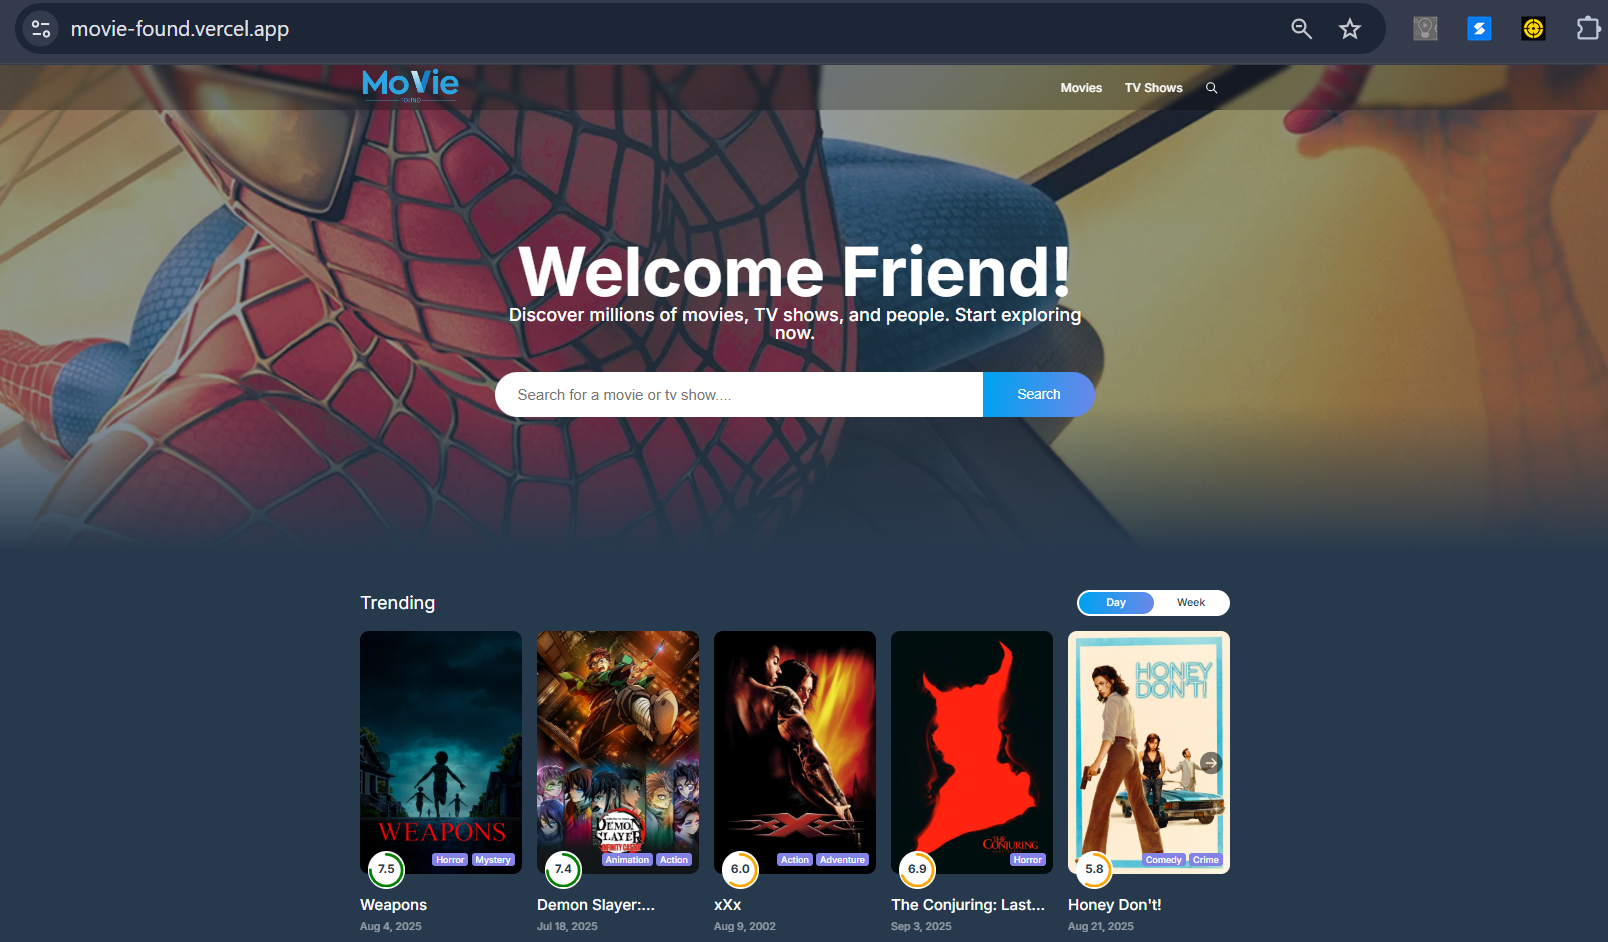 movie-found.vercel.app
MoVie
FOUND
Movies
TV Shows
Welcome Friend!
Discover millions of movies, TV shows, and people. Start exploring
now.
Search for a movie or tv show....
Search
Trending
Day
Week
WEAPONS
Horror
Mystery
7.5
Weapons
Aug 4, 2025
DEMON
SLAYER
INFINITY CASTLE
Animation
Action
7.4
Demon Slayer:...
Jul 18, 2025
xXx
Action
Adventure
6.0
xXx
Aug 9, 2002
THE
CONJURING
Horror
6.9
The Conjuring: Last...
Sep 3, 2025
HONEY
DON'T!
Comedy
Crime
5.8
Honey Don't!
Aug 21, 2025